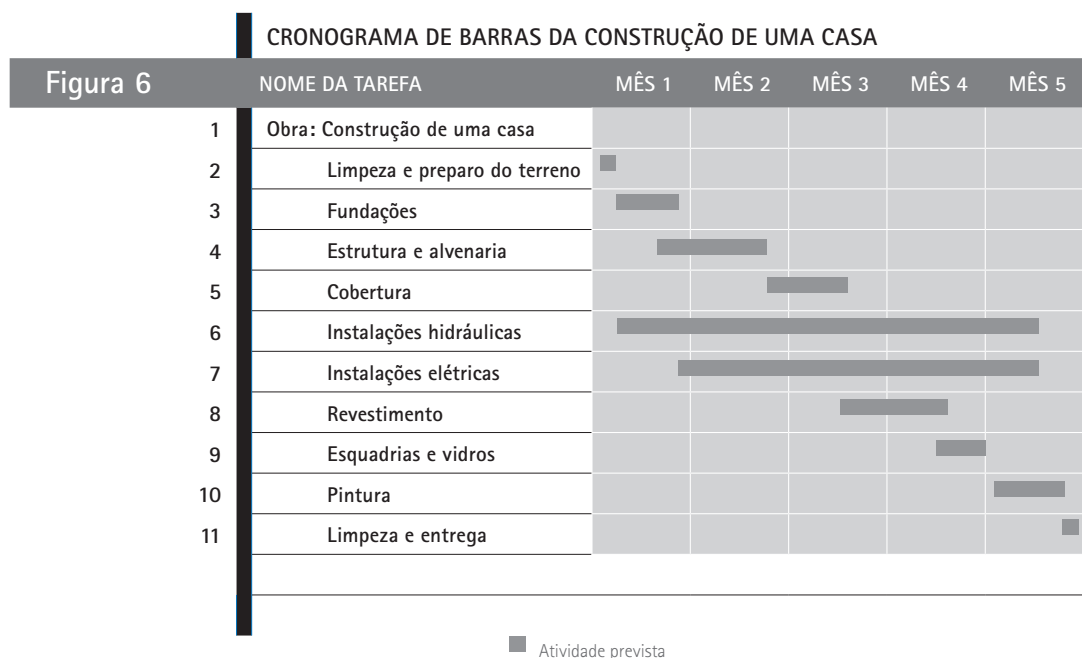 CRONOGRAMA DE BARRAS DA CONSTRUÇÃO DE UMA CASA
Figura 6 NOME DA TAREFA MÊS 1 MÊS 2 MÊS 3 MÊS 4 MÊS 5
1 Obra: Construção de uma casa
2 Limpeza e preparo do terreno
3 Fundações
4 Estrutura e alvenaria
5 Cobertura
6 Instalações hidráulicas
7 Instalações elétricas
8 Revestimento
9 Esquadrias e vidros
10 Pintura
11 Limpeza e entrega
Atividade prevista